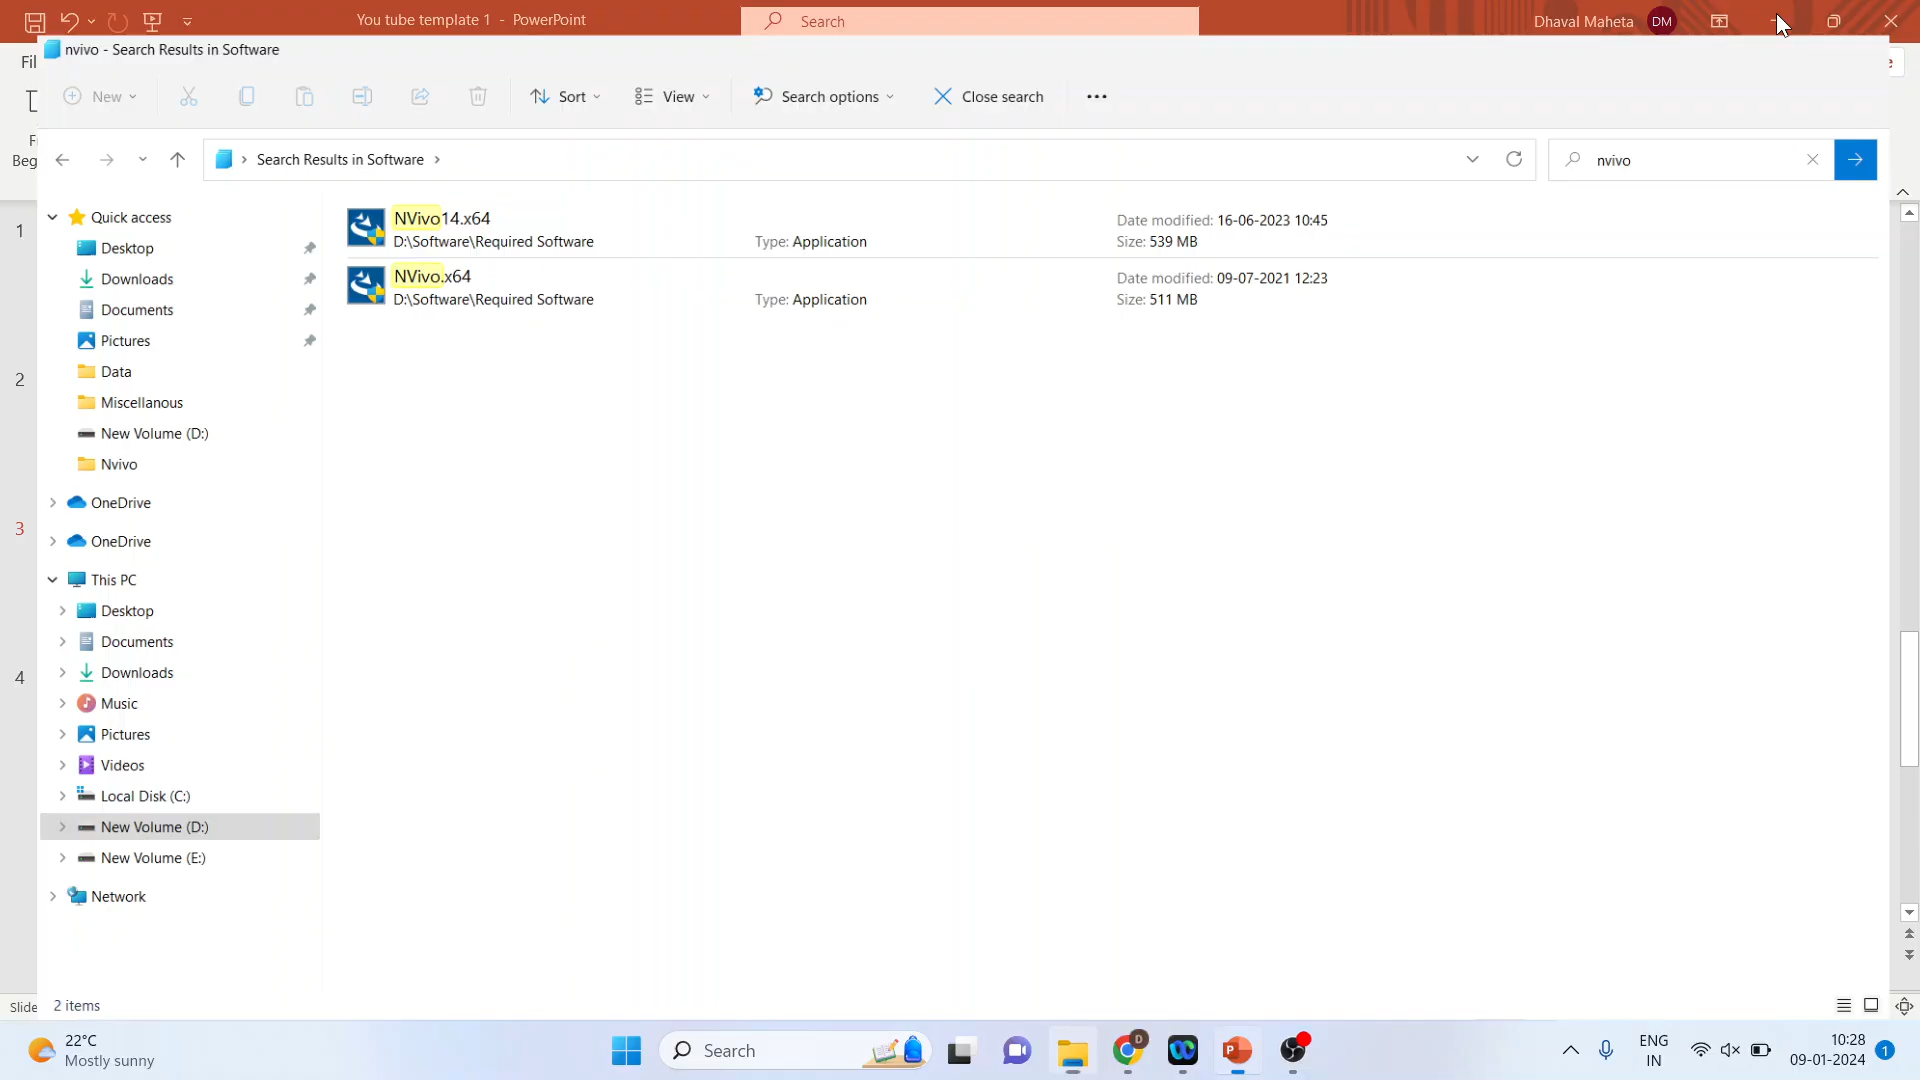 You tube template 1 - PowerPoint
Search
Dhaval Maheta DM
nvivo - Search Results in Software
Fil
New
Sort
View
Search options
Close search
Beg
Search Results in Software
nvivo
Quick access
Desktop
Downloads
Documents
Pictures
Data
Miscellanous
New Volume (D:)
Nvivo
OneDrive
OneDrive
This PC
Desktop
Documents
Downloads
Music
Pictures
Videos
Local Disk (C:)
New Volume (D:)
New Volume (E:)
Network
NVivo14.x64
D:\Software\Required Software
Type: Application
Date modified: 16-06-2023 10:45
Size: 539 MB
NVivo.x64
D:\Software\Required Software
Type: Application
Date modified: 09-07-2021 12:23
Size: 511 MB
1
2
3
4
2 items
Slide
22°C
Mostly sunny
Search
D
ENG
IN
10:28
09-01-2024
1